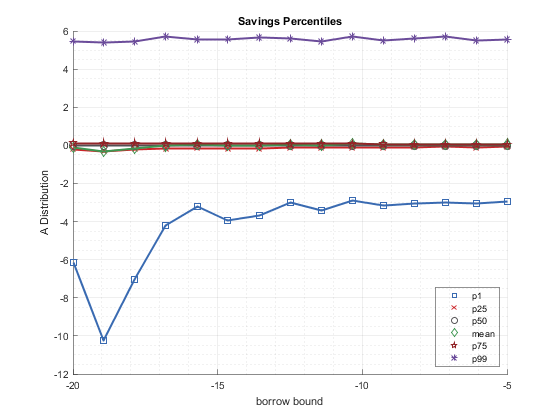 Savings Percentiles
6
4
2
0
-2
-4
-6
-8
-10
-12
A Distribution
-20
-15
-10
-5
borrow bound
p1
p25
p50
mean
p75
p99